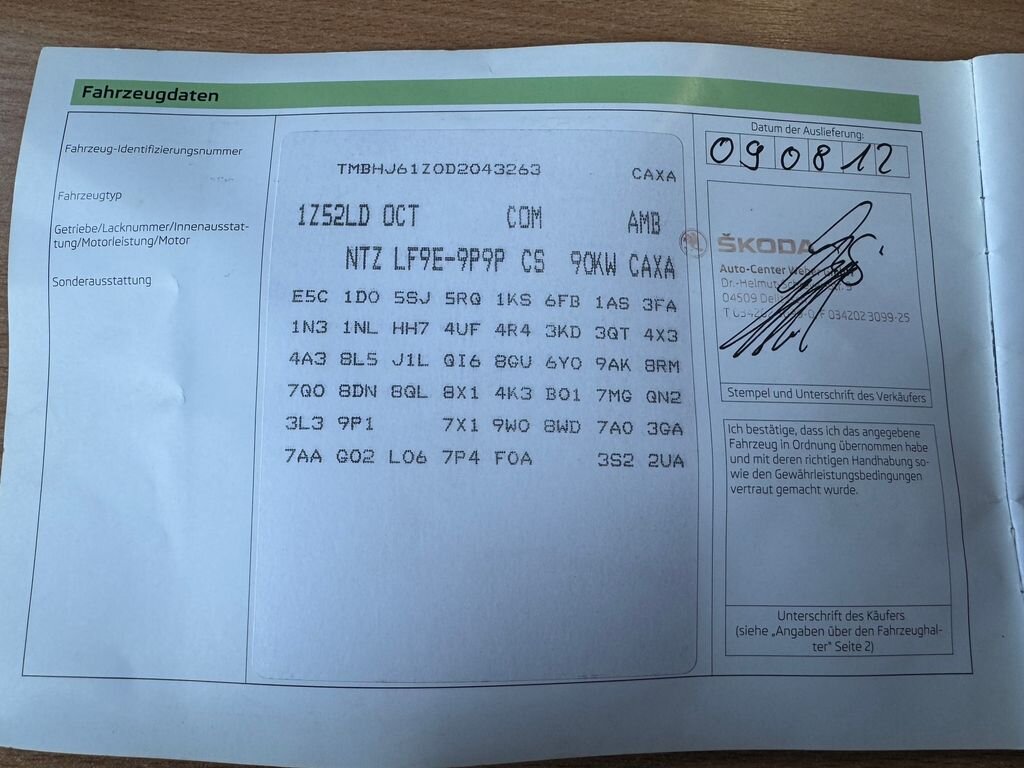 Fahrzeugdaten
Fahrzeug-Identifizierungsnummer
Fahrzeugtyp
Getriebe/Lacknummer/Innenausstat-
tung/Motorleistung/Motor
Sonderausstattung
TMBHJ61Z0D2043263 CAXA
1Z52LD OCT COM AMB
NTZ LF9E-9P9P CS 90KW CAXA
E5C 1D0 5SJ 5RQ 1KS 6FB 1AS 3FA
1N3 1NL HH7 4UF 4R4 3KD 3QT 4X3
4A3 8L5 J1L QI6 8GU 6Y0 9AK 8RM
7Q0 8DN 8QL 8X1 4K3 B01 7MG QN2
3L3 9P1 7X1 9W0 8WD 7A0 3GA
7AA G02 L06 7P4 F0A 3S2 2UA
Datum der Auslieferung:
090812
ŠKODA
Auto-Center
04509
034202 3099-25
Stempel und Unterschrift des Verkäufers
Ich bestätige, dass ich das angegebene
Fahrzeug in Ordnung übernommen habe
und mit deren richtigen Handhabung so-
wie den Gewährleistungsbedingungen
vertraut gemacht wurde.
Unterschrift des Käufers
(siehe „Angaben über den Fahrzeughal-
ter" Seite 2)